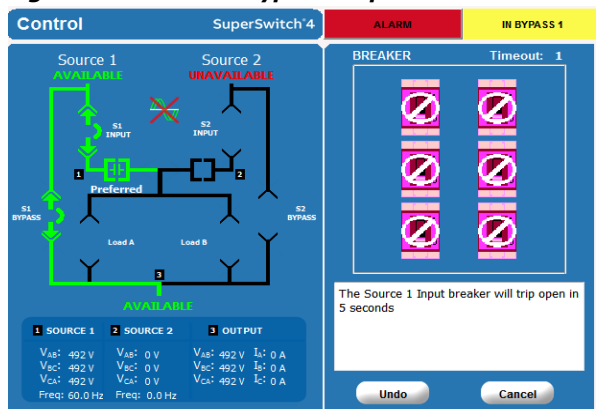 Control
SuperSwitch®4
ALARM
IN BYPASS 1
Source 1
AVAILABLE
Source 2
UNAVAILABLE
S1
INPUT
S2
INPUT
1
2
Preferred
S1
BYPASS
S2
BYPASS
Load A
Load B
3
AVAILABLE
1 SOURCE 1
VAB: 492 V
VBC: 492 V
VCA: 492 V
Freq: 60.0 Hz
2 SOURCE 2
VAB: 0 V
VBC: 0 V
VCA: 0 V
Freq: 0.0 Hz
3 OUTPUT
VAB: 492 V IA: 0 A
VBC: 492 V IB: 0 A
VCA: 492 V IC: 0 A
BREAKER
Timeout: 1
The Source 1 Input breaker will trip open in
5 seconds
Undo
Cancel